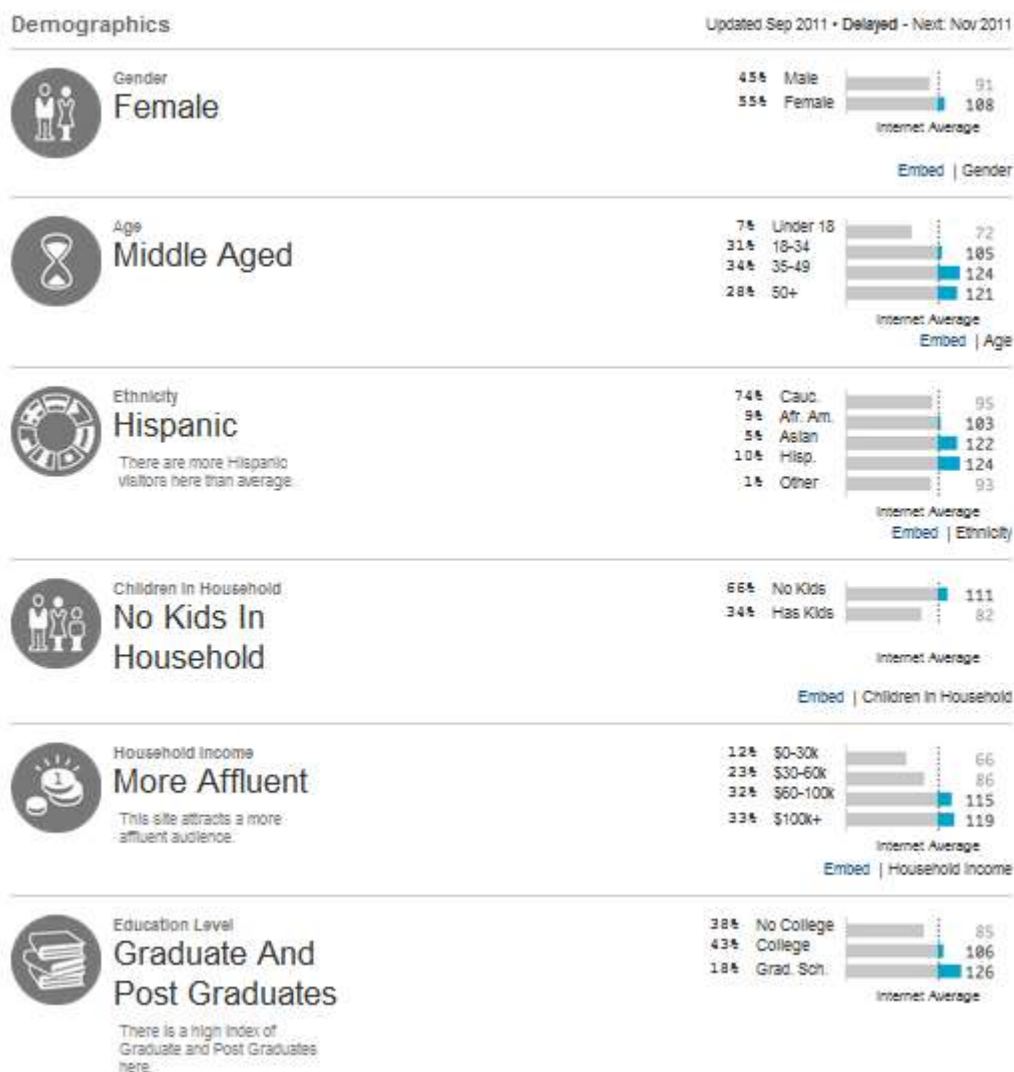 Demographics
Updated Sep 2011 • Delayed - Next: Nov 2011
Gender
Female
45% Male 91
55% Female 108
Internet Average
Embed | Gender
Age
Middle Aged
7% Under 18 72
31% 18-34 105
34% 35-49 124
28% 50+ 121
Internet Average
Embed | Age
Ethnicity
Hispanic
There are more Hispanic
visitors here than average.
74% Cauc. 95
9% Afr. Am. 103
5% Asian 122
10% Hisp. 124
1% Other 93
Internet Average
Embed | Ethnicity
Children in Household
No Kids In
Household
66% No Kids 111
34% Has Kids 82
Internet Average
Embed | Children in Household
Household Income
More Affluent
This site attracts a more
affluent audience.
12% $0-30k 66
23% $30-60k 86
32% $60-100k 115
33% $100k+ 119
Internet Average
Embed | Household Income
Education Level
Graduate And
Post Graduates
There is a high index of
Graduate and Post Graduates
here.
38% No College 85
43% College 106
18% Grad. Sch. 126
Internet Average